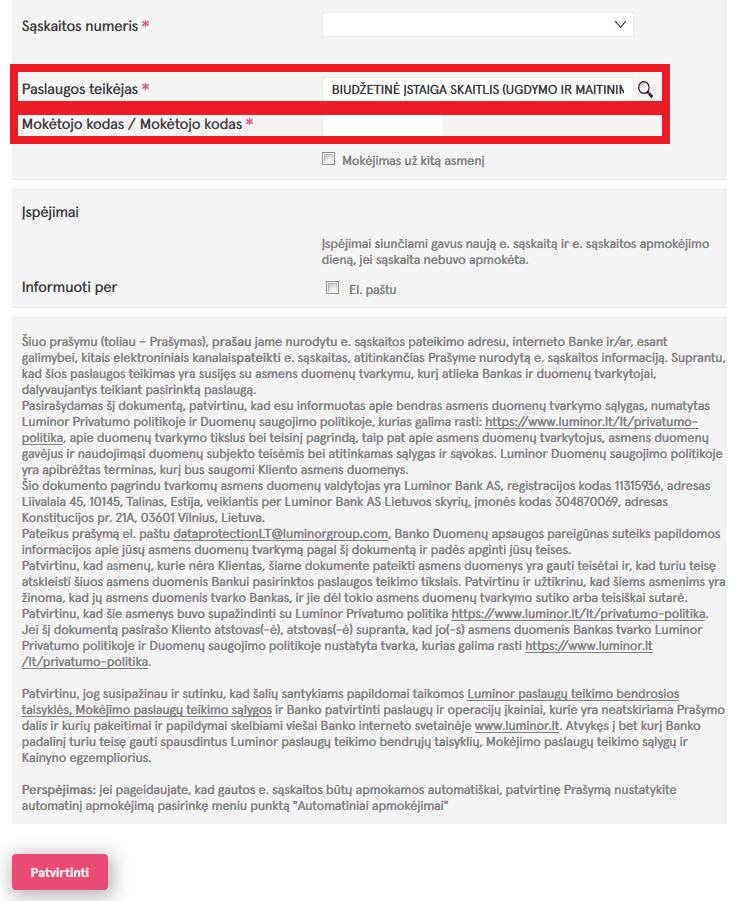 Sąskaitos numeris *
Paslaugos teikėjas * BIUDŽETINĖ ĮSTAIGA SKAITLIS (UGDYMO IR MAITINIM
Mokėtojo kodas / Mokėtojo kodas *
Mokėjimas už kitą asmenį
Įspėjimai
Įspėjimai siunčiami gavus naują e. sąskaitą ir e. sąskaitos apmokėjimo
dieną, jei sąskaita nebuvo apmokėta.
Informuoti per El. paštu
Šiuo prašymu (toliau – Prašymas), prašau jame nurodytu e. sąskaitos pateikimo adresu, interneto Banke ir/ar, esant
galimybei, kitais elektroniniais kanalaispateikti e. sąskaitas, atitinkančias Prašyme nurodytą e. sąskaitos informaciją. Suprantu,
kad šios paslaugos teikimas yra susijęs su asmens duomenų tvarkymu, kurį atlieka Bankas ir duomenų tvarkytojai,
dalyvaujantys teikiant pasirinktą paslaugą.
Pasirašydamas šį dokumentą, patvirtinu, kad esu informuotas apie bendras asmens duomenų tvarkymo sąlygas, numatytas
Luminor Privatumo politikoje ir Duomenų saugojimo politikoje, kurias galima rasti: https://www.luminor.lt/lt/privatumo-
politika, apie duomenų tvarkymo tikslus bei teisinį pagrindą, taip pat apie asmens duomenų tvarkytojus, asmens duomenų
gavėjus ir naudojimąsi duomenų subjekto teisėmis bei atitinkamas sąlygas ir sąvokas. Luminor Duomenų saugojimo politikoje
yra apibrėžtas terminas, kurį bus saugomi Kliento asmens duomenys.
Šio dokumento pagrindu tvarkomų asmens duomenų valdytojas yra Luminor Bank AS, registracijos kodas 11315936, adresas
Liivalaia 45, 10145, Talinas, Estija, veikiantis per Luminor Bank AS Lietuvos skyrių, įmonės kodas 304870069, adresas
Konstitucijos pr. 21A, 03601 Vilnius, Lietuva.
Pateikus prašymą el. paštu dataprotectionLT@luminorgroup.com, Banko Duomenų apsaugos pareigūnas suteiks papildomos
informacijos apie jūsų asmens duomenų tvarkymą pagal šį dokumentą ir padės apginti jūsų teises.
Patvirtinu, kad asmenų, kurie nėra Klientas, šiame dokumente pateikti asmens duomenys yra gauti teisėtai ir, kad turiu teisę
atskleisti šiuos asmens duomenis Bankui pasirinktos paslaugos teikimo tikslais. Patvirtinu ir užtikrinu, kad šiems asmenims yra
žinoma, kad jų asmens duomenis tvarko Bankas, ir jie dėl tokio asmens duomenų tvarkymo sutiko arba teisiškai sutarė.
Patvirtinu, kad šie asmenys buvo supažindinti su Luminor Privatumo politika https://www.luminor.lt/lt/privatumo-politika.
Jei šį dokumentą pasirašo Kliento atstovas(-ė), atstovas(-ė) supranta, kad jo(-s) asmens duomenis Bankas tvarko Luminor
Privatumo politikoje ir Duomenų saugojimo politikoje nustatyta tvarka, kurias galima rasti https://www.luminor.lt
/lt/privatumo-politika.
Patvirtinu, jog susipažinau ir sutinku, kad šalių santykiams papildomai taikomos Luminor paslaugų teikimo bendrosios
taisyklės, Mokėjimo paslaugų teikimo sąlygos ir Banko patvirtinti paslaugų ir operacijų įkainiai, kurie yra neatskiriama Prašymo
dalis ir kurių pakeitimai ir papildymai skelbiami viešai Banko interneto svetainėje www.luminor.lt. Atvykęs į bet kurį Banko
padalinį turiu teisę gauti spausdintus Luminor paslaugų teikimo bendrųjų taisyklių, Mokėjimo paslaugų teikimo sąlygų ir
Kainyno egzempliorius.
Perspėjimas: jei pageidaujate, kad gautos e. sąskaitos būtų apmokamos automatiškai, patvirtinę Prašymą nustatykite
automatinį apmokėjimą pasirinkę meniu punktą "Automatiniai apmokėjimai"
Patvirtinti